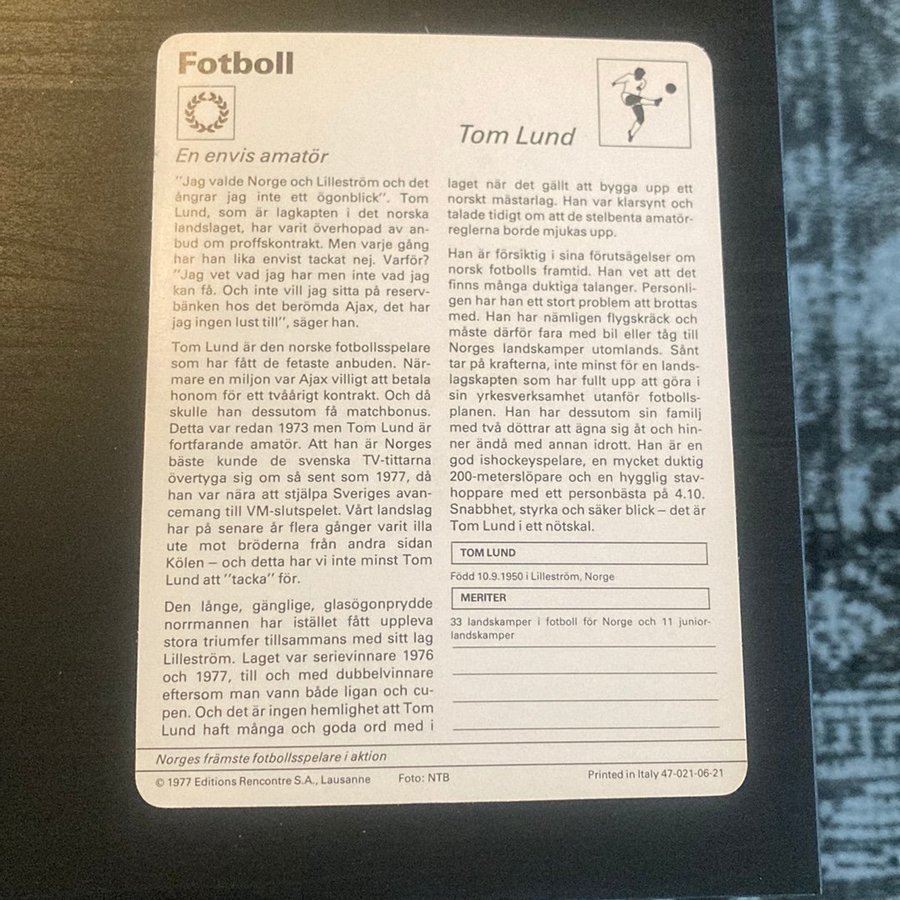 Fotboll
Tom Lund
En envis amatör
"Jag valde Norge och Lilleström och det
ångrar jag inte ett ögonblick". Tom
Lund, som är lagkapten i det norska
landslaget, har varit överhopad av an-
bud om proffskontrakt. Men varje gång
har han lika envist tackat nej. Varför?
"Jag vet vad jag har men inte vad jag
kan få. Och inte vill jag sitta på reserv-
bänken hos det berömda Ajax, det har
jag ingen lust till", säger han.
Tom Lund är den norske fotbollsspelare
som har fått de fetaste anbuden. När-
mare en miljon var Ajax villigt att betala
honom för ett tvåårigt kontrakt. Och då
skulle han dessutom få matchbonus.
Detta var redan 1973 men Tom Lund är
fortfarande amatör. Att han är Norges
bäste kunde de svenska TV-tittarna
övertyga sig om så sent som 1977, då
han var nära att stjälpa Sveriges avan-
cemang till VM-slutspelet. Vårt landslag
har på senare år flera gånger varit illa
ute mot bröderna från andra sidan
Kölen – och detta har vi inte minst Tom
Lund att "tacka" för.
Den långe, gänglige, glasögonprydde
norrmannen har istället fått uppleva
stora triumfer tillsammans med sitt lag
Lilleström. Laget var serievinnare 1976
och 1977, till och med dubbelvinnare
eftersom man vann både ligan och cu-
pen. Och det är ingen hemlighet att Tom
Lund haft många och goda ord med i
laget när det gällt att bygga upp ett
norskt mästarlag. Han var klarsynt och
talade tidigt om att de stelbenta amatör-
reglerna borde mjukas upp.
Han är försiktig i sina förutsägelser om
norsk fotbolls framtid. Han vet att det
finns många duktiga talanger. Personli-
gen har han ett stort problem att brottas
med. Han har nämligen flygskräck och
måste därför fara med bil eller tåg till
Norges landskamper utomlands. Sånt
tar på krafterna, inte minst för en lands-
lagskapten som har fullt upp att göra i
sin yrkesverksamhet utanför fotbolls-
planen. Han har dessutom sin familj
med två döttrar att ägna sig åt och hin-
ner ändå med annan idrott. Han är en
god ishockeyspelare, en mycket duktig
200-meterslöpare och en hygglig stav-
hoppare med ett personbästa på 4.10.
Snabbhet, styrka och säker blick – det är
Tom Lund i ett nötskal.
TOM LUND
Född 10.9.1950 i Lilleström, Norge
MERITER
33 landskamper i fotboll för Norge och 11 junior-
landskamper
Norges främste fotbollsspelare i aktion
© 1977 Editions Rencontre S.A., Lausanne Foto: NTB Printed in Italy 47-021-06-21